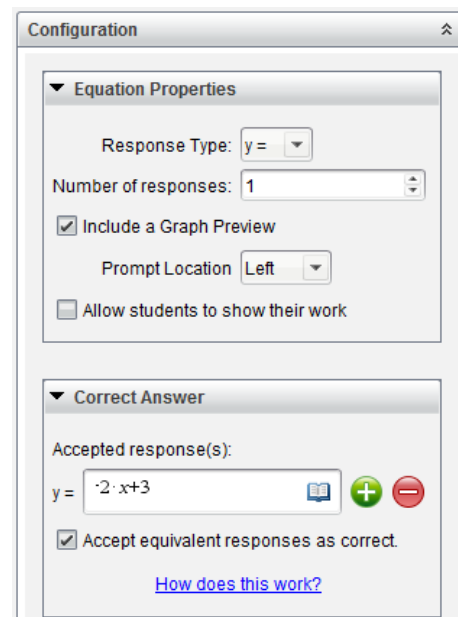 Configuration
Equation Properties
Response Type: y =
Number of responses: 1
Include a Graph Preview
Prompt Location Left
Allow students to show their work
Correct Answer
Accepted response(s):
y = ⁻2·x+3
Accept equivalent responses as correct.
How does this work?